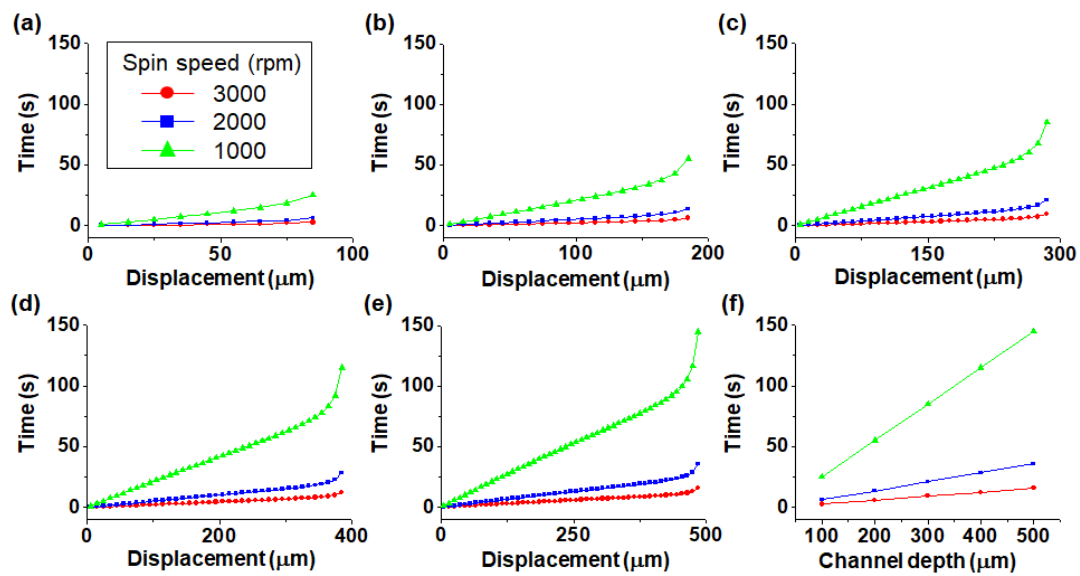 (a)
Time (s)
150
100
50
0
Spin speed (rpm)
3000
2000
1000
0
50
100
Displacement (μm)
(b)
Time (s)
150
100
50
0
0
100
200
Displacement (μm)
(c)
Time (s)
150
100
50
0
0
150
300
Displacement (μm)
(d)
Time (s)
150
100
50
0
0
200
400
Displacement (μm)
(e)
Time (s)
150
100
50
0
0
250
500
Displacement (μm)
(f)
Time (s)
150
100
50
0
100 200 300 400 500
Channel depth (μm)